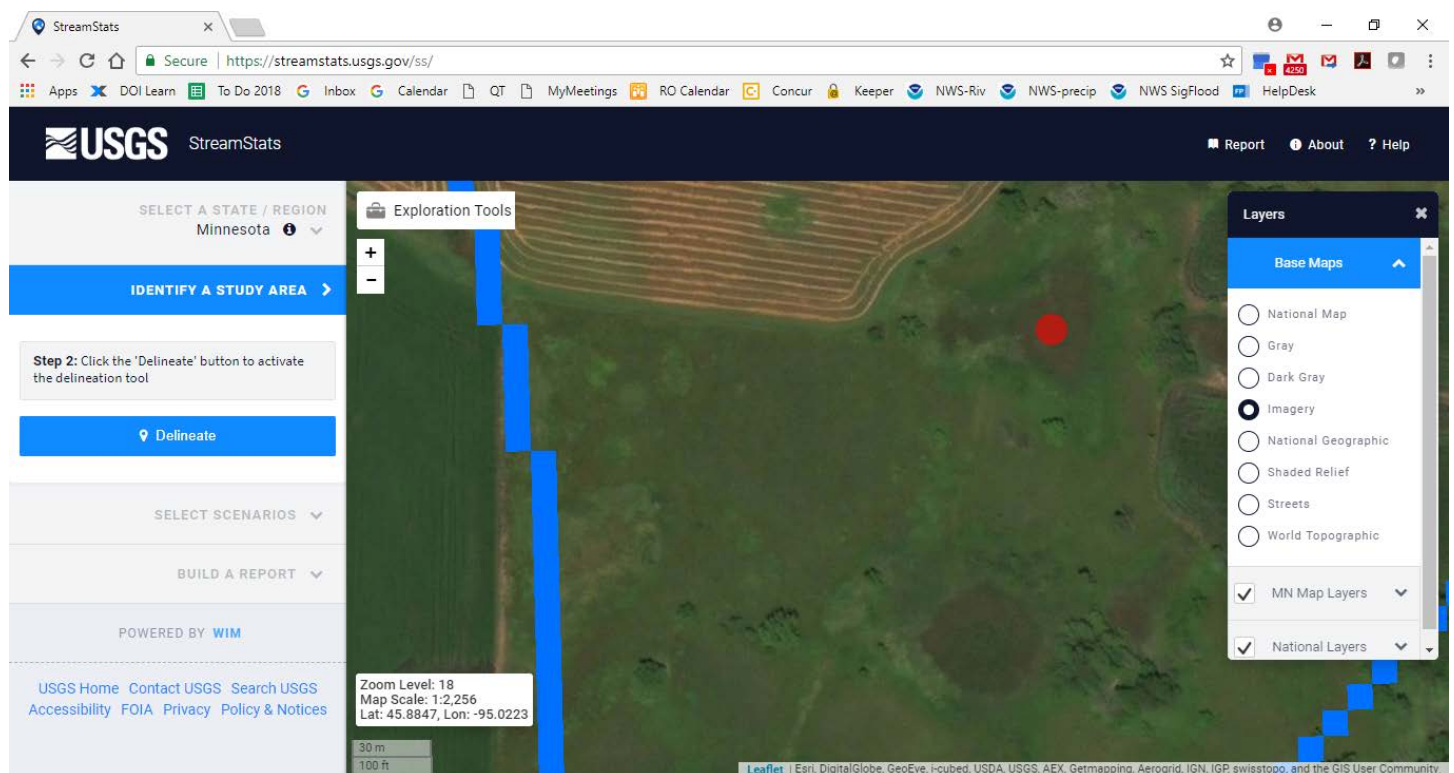 StreamStats
Secure | https://streamstats.usgs.gov/ss/
4250
Apps DOI Learn To Do 2018 Inbox Calendar QT MyMeetings RO Calendar Concur Keeper NWS-Riv NWS-precip NWS SigFlood HelpDesk »
USGS StreamStats
Report About ? Help
SELECT A STATE / REGION
Minnesota
IDENTIFY A STUDY AREA
Step 2: Click the 'Delineate' button to activate
the delineation tool
Delineate
SELECT SCENARIOS
BUILD A REPORT
POWERED BY WIM
USGS Home Contact USGS Search USGS
Accessibility FOIA Privacy Policy & Notices
Exploration Tools
+
−
Zoom Level: 18
Map Scale: 1:2,256
Lat: 45.8847, Lon: -95.0223
30 m
100 ft
Layers
Base Maps
National Map
Gray
Dark Gray
Imagery
National Geographic
Shaded Relief
Streets
World Topographic
MN Map Layers
National Layers
Leaflet | Esri, DigitalGlobe, GeoEye, i-cubed, USDA, USGS, AEX, Getmapping, Aerogrid, IGN, IGP, swisstopo, and the GIS User Community